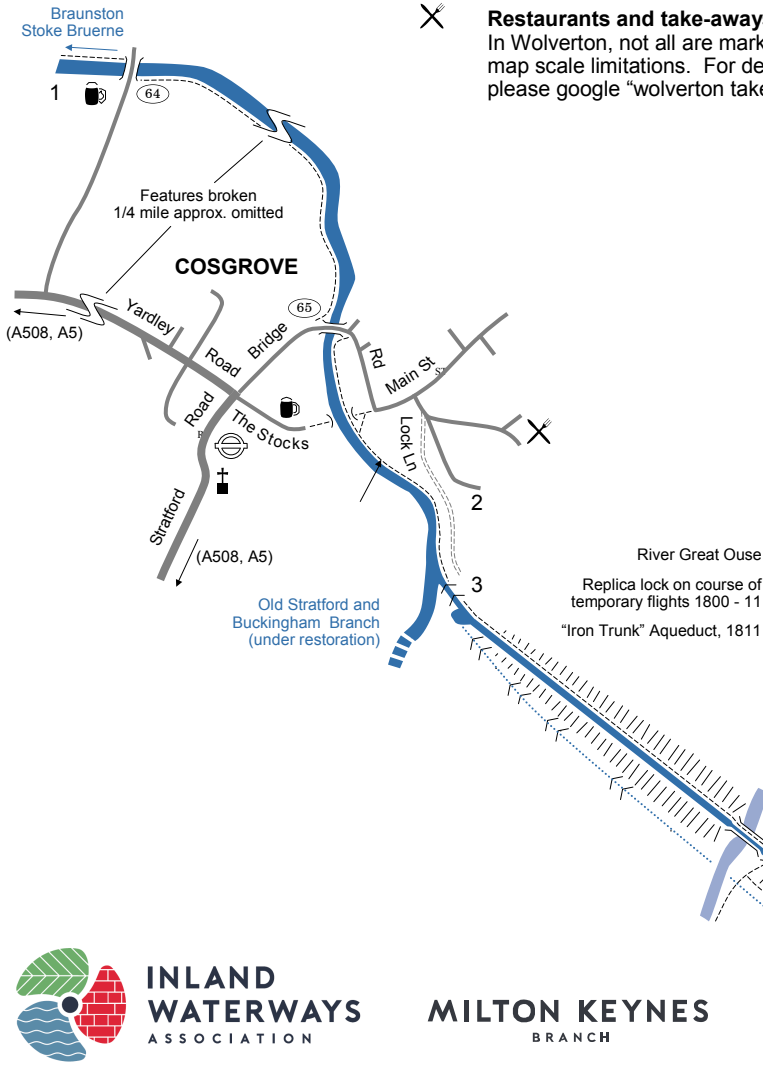 Braunston
Stoke Bruerne
Restaurants and take-away
In Wolverton, not all are mark
map scale limitations. For de
please google “wolverton take
1
64
Features broken
1/4 mile approx. omitted
COSGROVE
65
(A508, A5)
Yardley
Road
Bridge
Rd
Main St
ST
Road
The Stocks
Lock Ln
Stratford
2
(A508, A5)
3
River Great Ouse
Replica lock on course of
temporary flights 1800 - 11
“Iron Trunk” Aqueduct, 1811
Old Stratford and
Buckingham Branch
(under restoration)
INLAND
WATERWAYS
ASSOCIATION
MILTON KEYNES
BRANCH